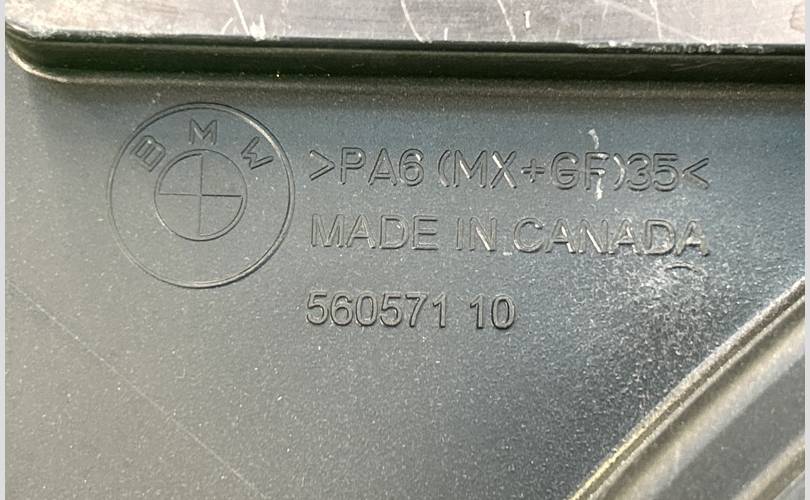 BMW
>PA6 (MX+GF)35<
MADE IN CANADA
560571 10